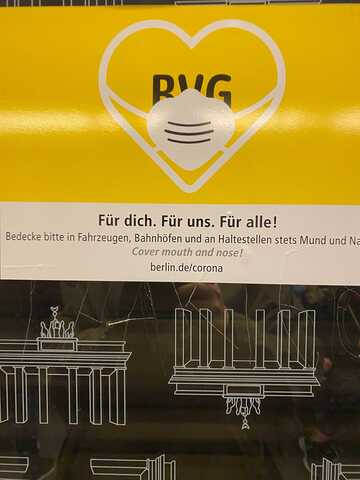 BVG
Für dich. Für uns. Für alle!
Bedecke bitte in Fahrzeugen, Bahnhöfen und an Haltestellen stets Mund und Na
Cover mouth and nose!
berlin.de/corona